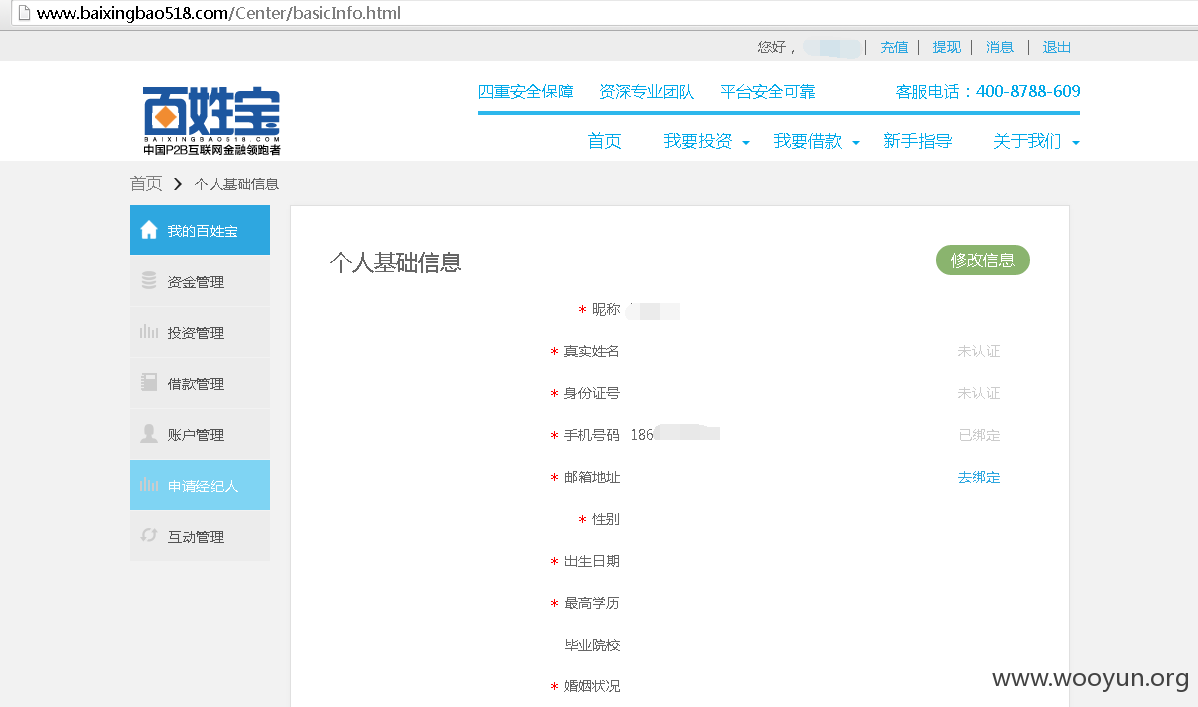 www.baixingbao518.com/Center/basicInfo.html
您好， | 充值 | 提现 | 消息 | 退出
四重安全保障 资深专业团队 平台安全可靠 客服电话：400-8788-609
百姓宝
BAIXINGBAO518.COM
中国P2B互联网金融领跑者
首页 我要投资 我要借款 新手指导 关于我们
首页 > 个人基础信息
我的百姓宝
资金管理
投资管理
借款管理
账户管理
申请经纪人
互动管理
个人基础信息 修改信息
* 昵称
* 真实姓名 未认证
* 身份证号 未认证
* 手机号码 186 已绑定
* 邮箱地址 去绑定
* 性别
* 出生日期
* 最高学历
毕业院校
* 婚姻状况
www.wooyun.org